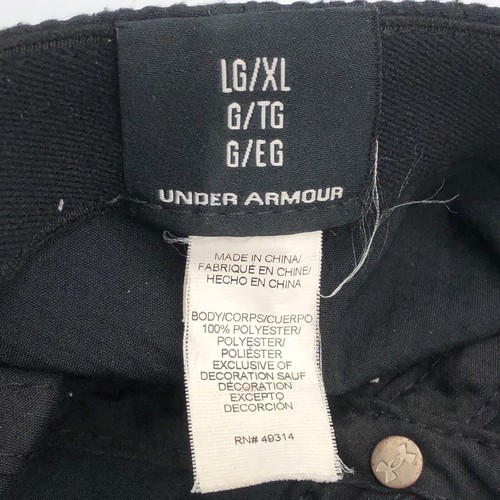 LG/XL
G/TG
G/EG
UNDER ARMOUR
MADE IN CHINA/
FABRIQUÉ EN CHINE/
HECHO EN CHINA
BODY/CORPS/CUERPO
100% POLYESTER/
POLYESTER/
POLIÉSTER
EXCLUSIVE OF
DECORATION SAUF
DÉCORATION
EXCEPTO
DECORCIÓN
RN# 49314